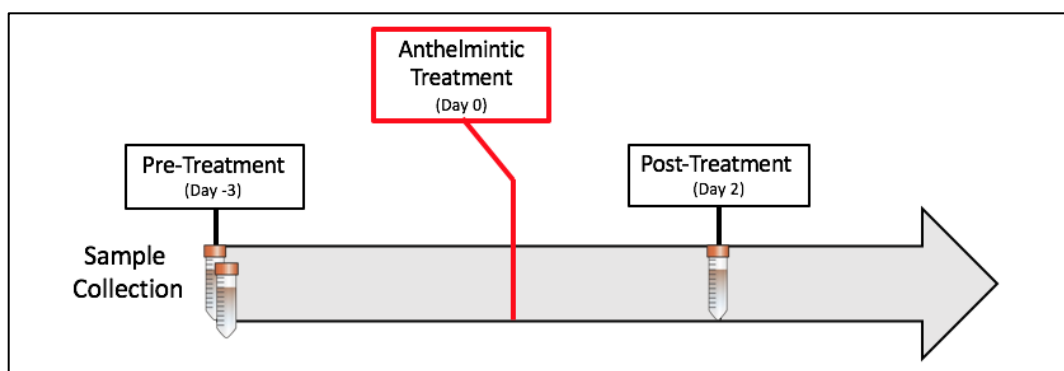 Anthelmintic
Treatment
(Day 0)
Pre-Treatment
(Day -3)
Post-Treatment
(Day 2)
Sample
Collection